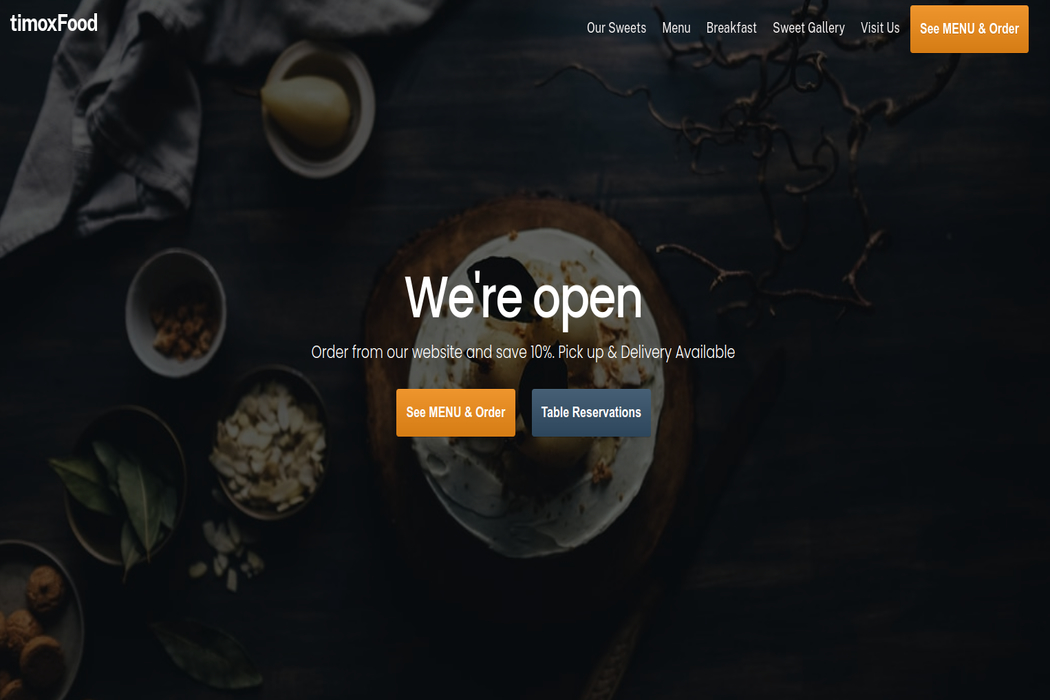 timoxFood
Our Sweets Menu Breakfast Sweet Gallery Visit Us See MENU & Order
We're open
Order from our website and save 10%. Pick up & Delivery Available
See MENU & Order Table Reservations